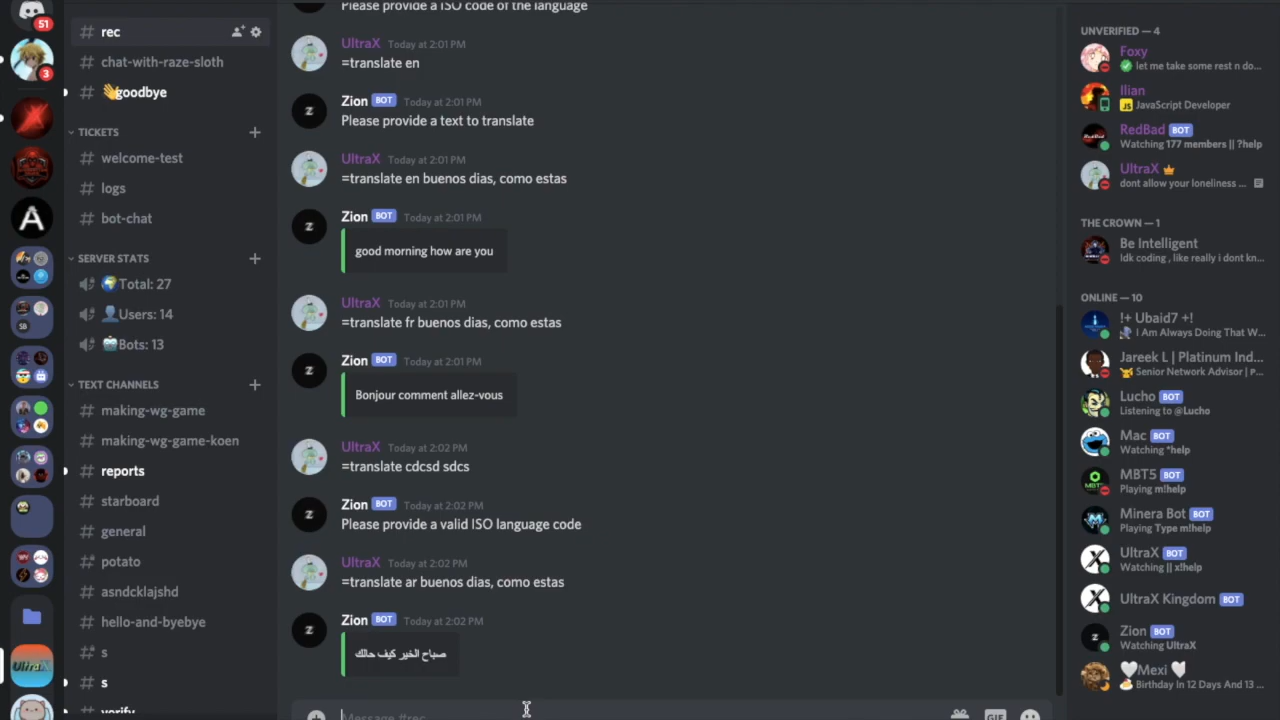 51
3
rec
chat-with-raze-sloth
👋goodbye
TICKETS
welcome-test
logs
bot-chat
SERVER STATS
🌍Total: 27
👤Users: 14
🤖Bots: 13
TEXT CHANNELS
making-wg-game
making-wg-game-koen
reports
starboard
general
potato
asndcklajshd
hello-and-byebye
s
s
verify
UltraX
Please provide a ISO code of the language
UltraX Today at 2:01 PM
=translate en
Zion BOT Today at 2:01 PM
Please provide a text to translate
UltraX Today at 2:01 PM
=translate en buenos dias, como estas
Zion BOT Today at 2:01 PM
good morning how are you
UltraX Today at 2:01 PM
=translate fr buenos dias, como estas
Zion BOT Today at 2:01 PM
Bonjour comment allez-vous
UltraX Today at 2:02 PM
=translate cdcsd sdcs
Zion BOT Today at 2:02 PM
Please provide a valid ISO language code
UltraX Today at 2:02 PM
=translate ar buenos dias, como estas
Zion BOT Today at 2:02 PM
صباح الخير كيف حالك
Message #rec
GIF
UNVERIFIED — 4
Foxy
let me take some rest n do...
Ilian
JS JavaScript Developer
RedBad BOT
Watching 177 members || ?help
UltraX
dont allow your loneliness ...
THE CROWN — 1
Be Intelligent
Idk coding , like really i dont kn...
ONLINE — 10
!+ Ubaid7 +!
I Am Always Doing That W...
Jareek L | Platinum Ind...
Senior Network Advisor | P...
Lucho BOT
Listening to @Lucho
Mac BOT
Watching *help
MBT5 BOT
Playing m!help
Minera Bot BOT
Playing Type m!help
UltraX BOT
Watching || x!help
UltraX Kingdom BOT
Zion BOT
Watching UltraX
🤍Mexi🤍
Birthday In 12 Days And 13 ...